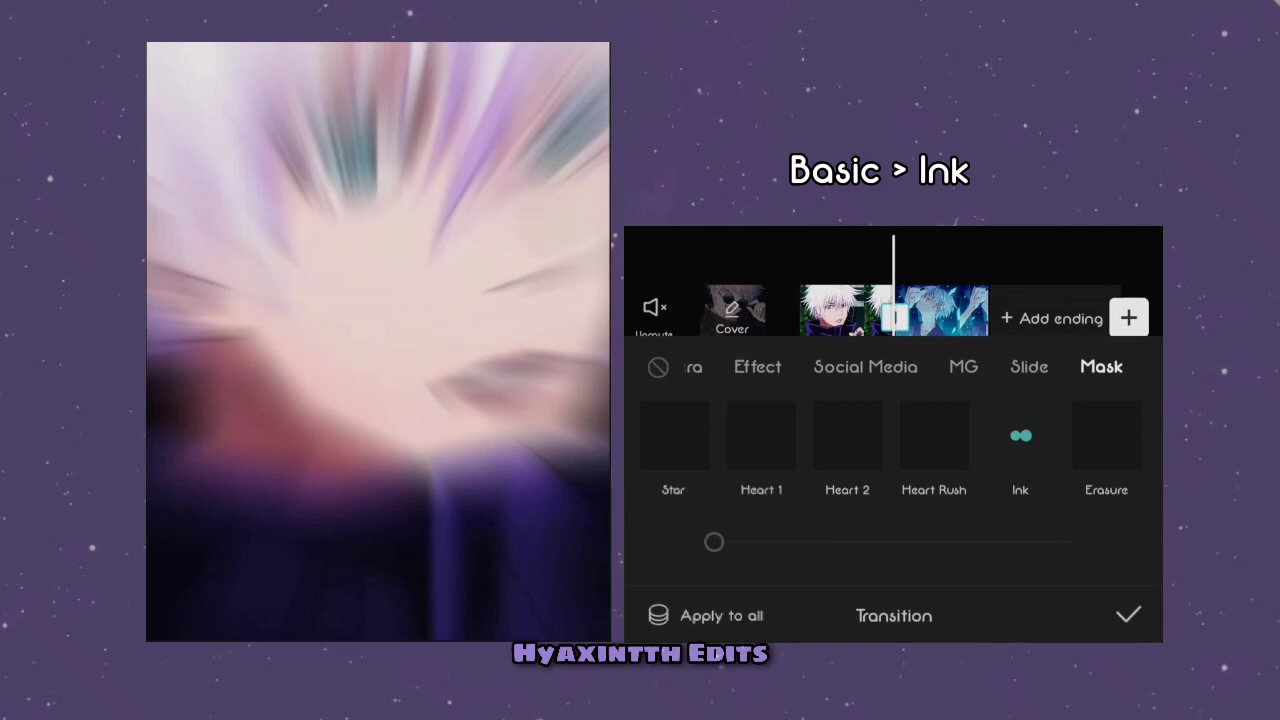 Basic > Ink
Cover
+ Add ending
+
ra Effect Social Media MG Slide Mask
Star Heart 1 Heart 2 Heart Rush Ink Erasure
Apply to all Transition
Hyaxintth Edits